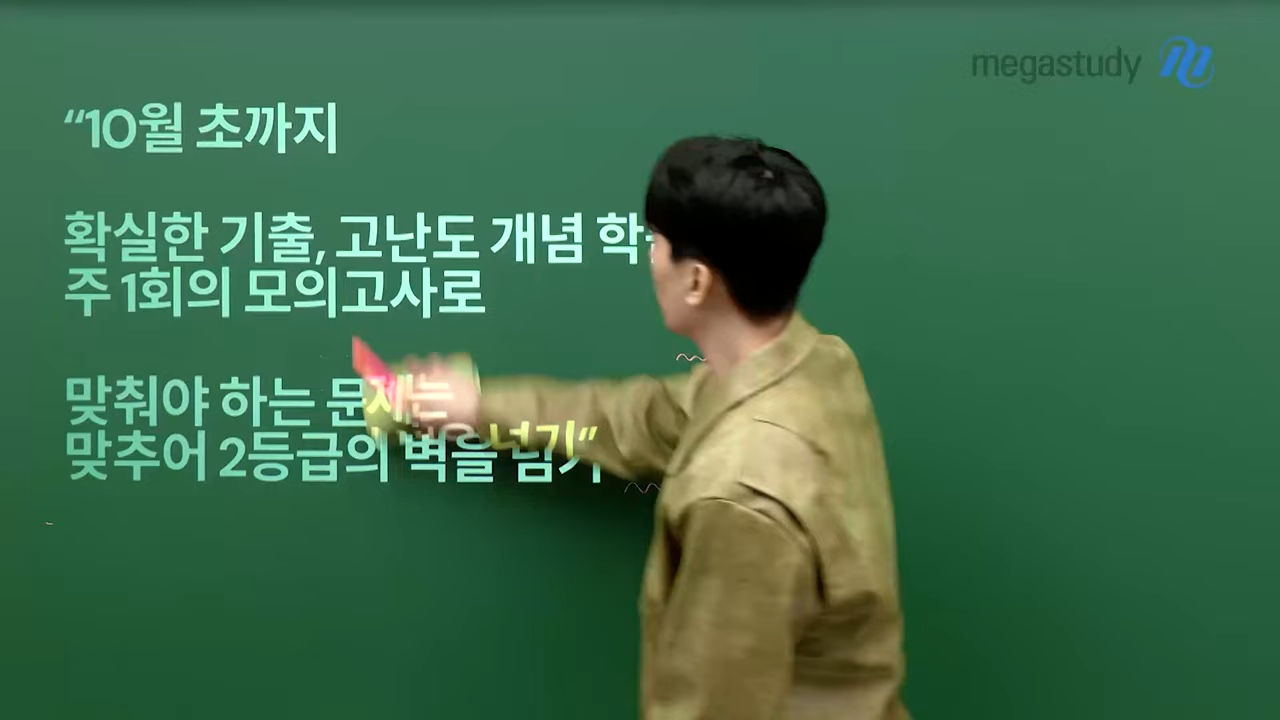 megastudy
“10월 초까지
확실한 기출, 고난도 개념
주 1회의 모의고사로
맞춰야 하는 문제는
맞추어 2등급의 벽을 넘기”